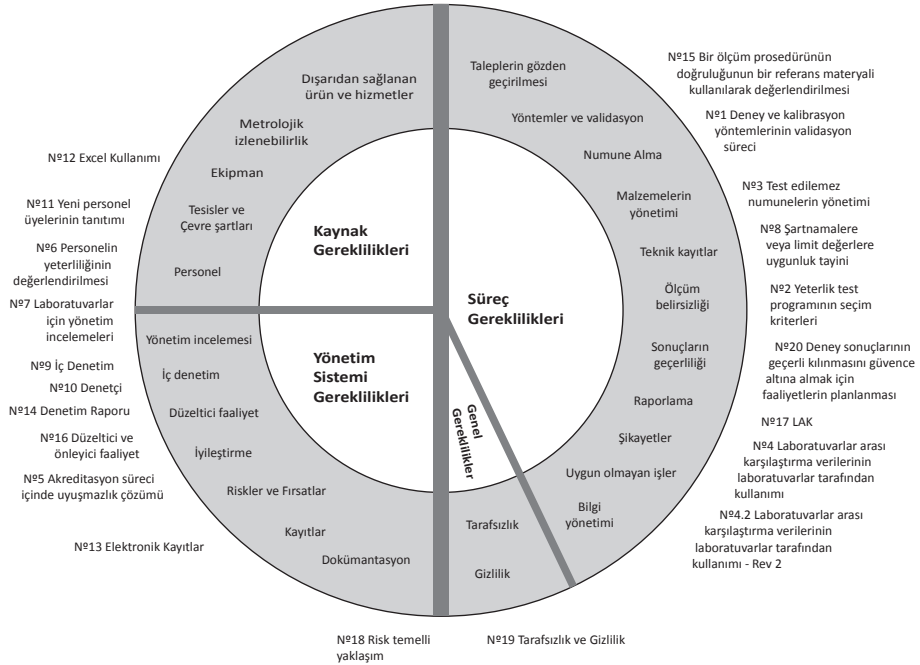 Dışarıdan sağlanan
ürün ve hizmetler
Metrolojik
izlenebilirlik
Ekipman
Tesisler ve
Çevre şartları
Personel
Kaynak
Gereklilikleri
Nº12 Excel Kullanımı
Nº11 Yeni personel
üyelerinin tanıtımı
Nº6 Personelin
yeterliliğinin
değerlendirilmesi
Nº7 Laboratuvarlar
için yönetim
incelemeleri
Nº9 İç Denetim
Nº10 Denetçi
Nº14 Denetim Raporu
Nº16 Düzeltici ve
önleyici faaliyet
Nº5 Akreditasyon süreci
içinde uyuşmazlık çözümü
Nº13 Elektronik Kayıtlar
Yönetim incelemesi
İç denetim
Düzeltici faaliyet
İyileştirme
Riskler ve Fırsatlar
Kayıtlar
Dokümantasyon
Yönetim
Sistemi
Gereklilikleri
Genel
Gereklilikler
Tarafsızlık
Gizlilik
Nº18 Risk temelli
yaklaşım
Nº19 Tarafsızlık ve Gizlilik
Süreç
Gereklilikleri
Taleplerin gözden
geçirilmesi
Yöntemler ve validasyon
Numune Alma
Malzemelerin
yönetimi
Teknik kayıtlar
Ölçüm
belirsizliği
Sonuçların
geçerliliği
Raporlama
Şikayetler
Uygun olmayan işler
Bilgi
yönetimi
Nº15 Bir ölçüm prosedürünün
doğruluğunun bir referans materyali
kullanılarak değerlendirilmesi
Nº1 Deney ve kalibrasyon
yöntemlerinin validasyon
süreci
Nº3 Test edilemez
numunelerin yönetimi
Nº8 Şartnamelere
veya limit değerlere
uygunluk tayini
Nº2 Yeterlik test
programının seçim
kriterleri
Nº20 Deney sonuçlarının
geçerli kılınmasını güvence
altına almak için
faaliyetlerin planlanması
Nº17 LAK
Nº4 Laboratuvarlar arası
karşılaştırma verilerinin
laboratuvarlar tarafından
kullanımı
Nº4.2 Laboratuvarlar arası
karşılaştırma verilerinin
laboratuvarlar tarafından
kullanımı - Rev 2